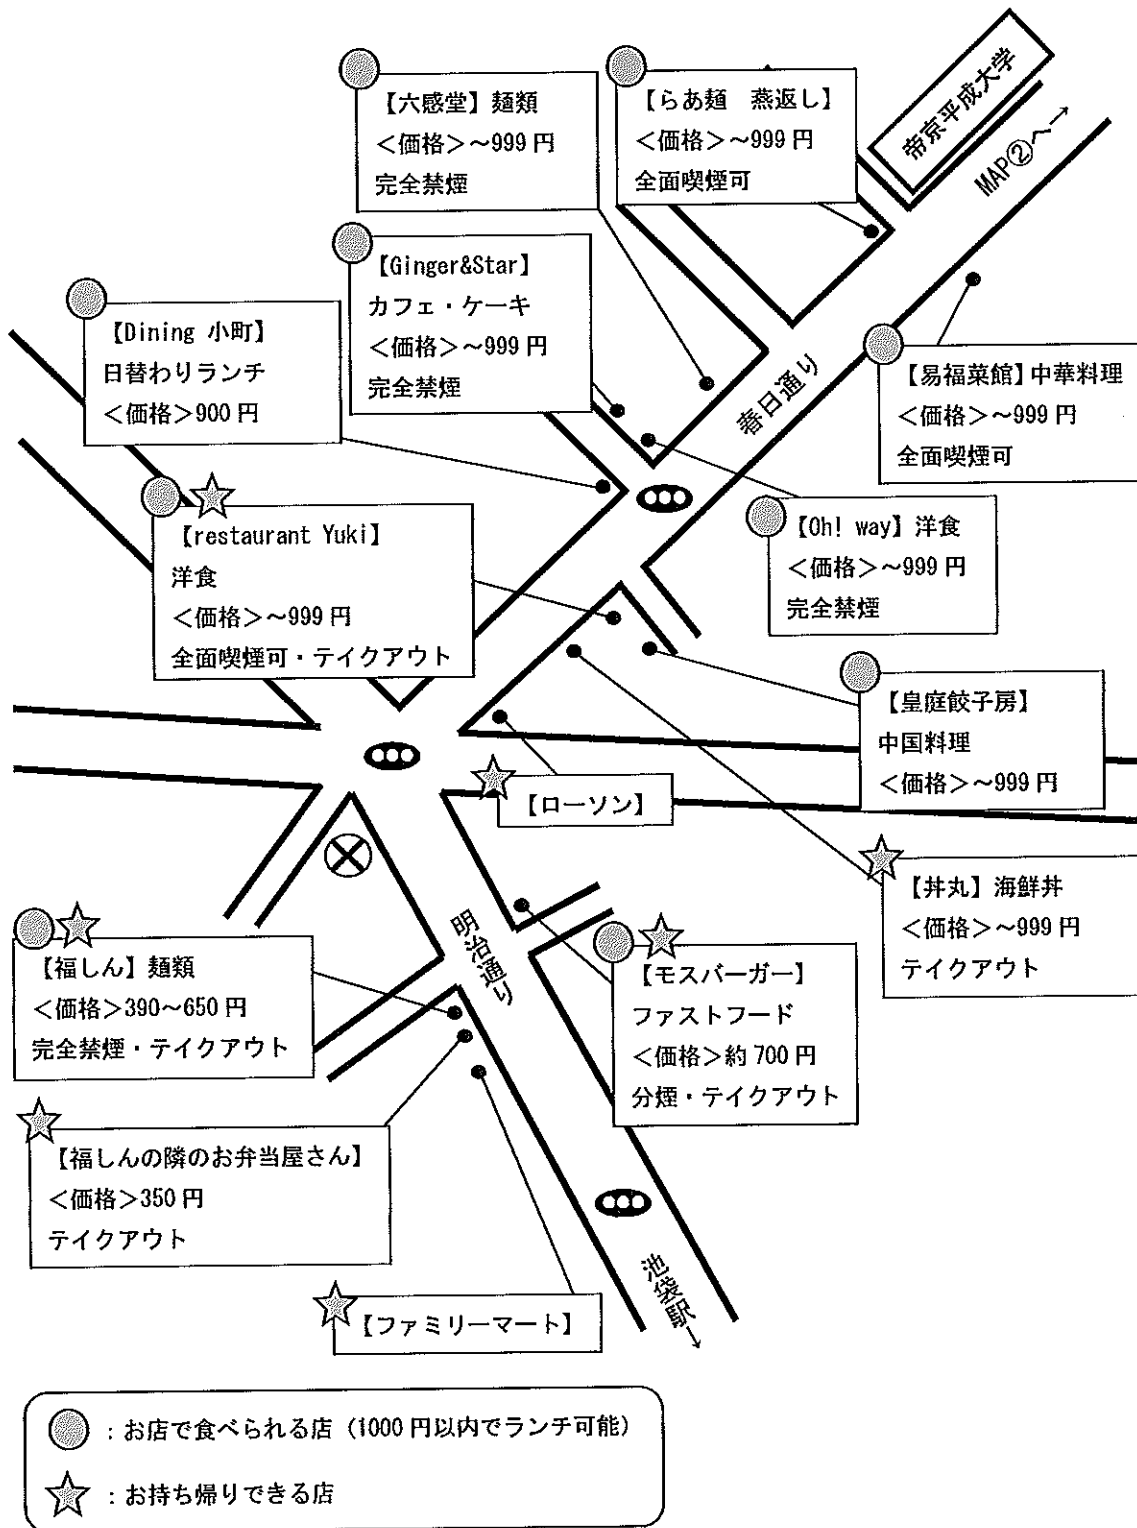 【六感堂】麺類
＜価格＞～999円
完全禁煙
【らあ麺　燕返し】
＜価格＞～999円
全面喫煙可
帝京平成大学
MAP②へ→
【Ginger&Star】
カフェ・ケーキ
＜価格＞～999円
完全禁煙
【Dining 小町】
日替わりランチ
＜価格＞900円
春日通り
【易福菜館】中華料理
＜価格＞～999円
全面喫煙可
【restaurant Yuki】
洋食
＜価格＞～999円
全面喫煙可・テイクアウト
【Oh! way】洋食
＜価格＞～999円
完全禁煙
【皇庭餃子房】
中国料理
＜価格＞～999円
【ローソン】
【丼丸】海鮮丼
＜価格＞～999円
テイクアウト
明治通り
【福しん】麺類
＜価格＞390～650円
完全禁煙・テイクアウト
【モスバーガー】
ファストフード
＜価格＞約700円
分煙・テイクアウト
【福しんの隣のお弁当屋さん】
＜価格＞350円
テイクアウト
池袋駅→
【ファミリーマート】
：お店で食べられる店（1000円以内でランチ可能）
：お持ち帰りできる店